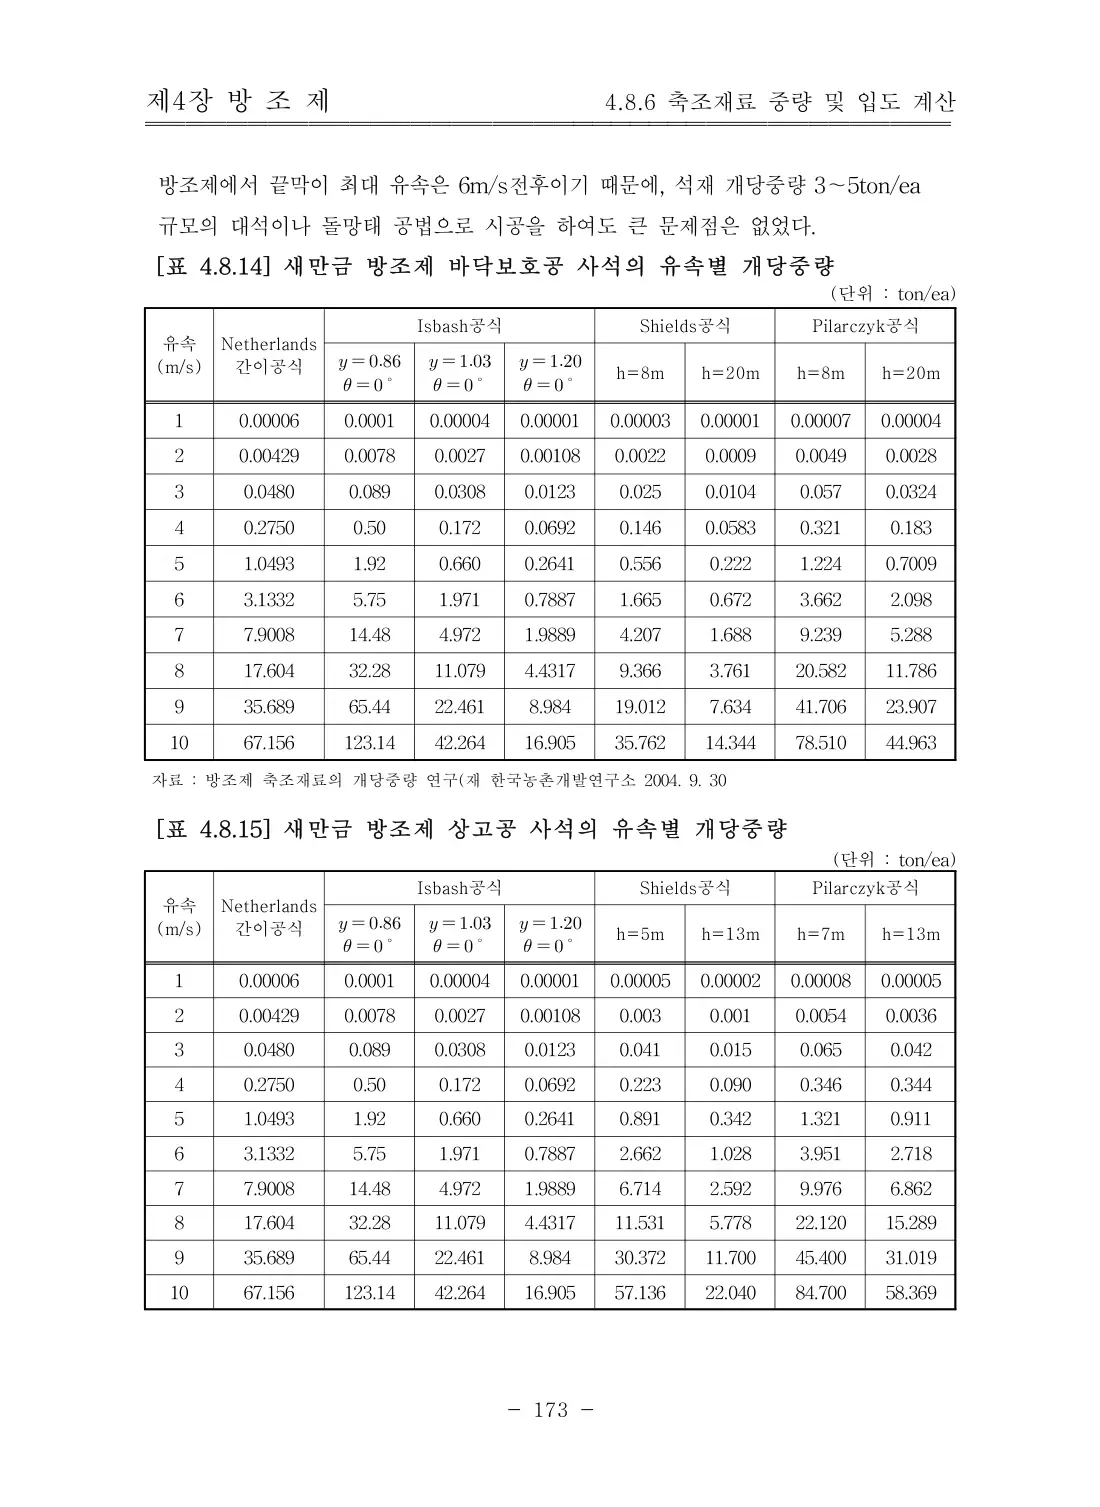 제4장 방 조 제 4.8.6 축조재료 중량 및 입도 계산
방조제에서 끝막이 최대 유속은 6m/s전후이기 때문에, 석재 개당중량 3～5ton/ea
규모의 대석이나 돌망태 공법으로 시공을 하여도 큰 문제점은 없었다.
[표 4.8.14] 새만금 방조제 바닥보호공 사석의 유속별 개당중량
(단위 : ton/ea)
유속 (m/s) Netherlands 간이공식 Isbash공식 Shields공식 Pilarczyk공식
y=0.86 θ=0° y=1.03 θ=0° y=1.20 θ=0° h=8m h=20m h=8m h=20m
1 0.00006 0.0001 0.00004 0.00001 0.00003 0.00001 0.00007 0.00004
2 0.00429 0.0078 0.0027 0.00108 0.0022 0.0009 0.0049 0.0028
3 0.0480 0.089 0.0308 0.0123 0.025 0.0104 0.057 0.0324
4 0.2750 0.50 0.172 0.0692 0.146 0.0583 0.321 0.183
5 1.0493 1.92 0.660 0.2641 0.556 0.222 1.224 0.7009
6 3.1332 5.75 1.971 0.7887 1.665 0.672 3.662 2.098
7 7.9008 14.48 4.972 1.9889 4.207 1.688 9.239 5.288
8 17.604 32.28 11.079 4.4317 9.366 3.761 20.582 11.786
9 35.689 65.44 22.461 8.984 19.012 7.634 41.706 23.907
10 67.156 123.14 42.264 16.905 35.762 14.344 78.510 44.963
자료 : 방조제 축조재료의 개당중량 연구(재 한국농촌개발연구소 2004. 9. 30
[표 4.8.15] 새만금 방조제 상고공 사석의 유속별 개당중량
(단위 : ton/ea)
유속 (m/s) Netherlands 간이공식 Isbash공식 Shields공식 Pilarczyk공식
y=0.86 θ=0° y=1.03 θ=0° y=1.20 θ=0° h=5m h=13m h=7m h=13m
1 0.00006 0.0001 0.00004 0.00001 0.00005 0.00002 0.00008 0.00005
2 0.00429 0.0078 0.0027 0.00108 0.003 0.001 0.0054 0.0036
3 0.0480 0.089 0.0308 0.0123 0.041 0.015 0.065 0.042
4 0.2750 0.50 0.172 0.0692 0.223 0.090 0.346 0.344
5 1.0493 1.92 0.660 0.2641 0.891 0.342 1.321 0.911
6 3.1332 5.75 1.971 0.7887 2.662 1.028 3.951 2.718
7 7.9008 14.48 4.972 1.9889 6.714 2.592 9.976 6.862
8 17.604 32.28 11.079 4.4317 11.531 5.778 22.120 15.289
9 35.689 65.44 22.461 8.984 30.372 11.700 45.400 31.019
10 67.156 123.14 42.264 16.905 57.136 22.040 84.700 58.369
- 173 -